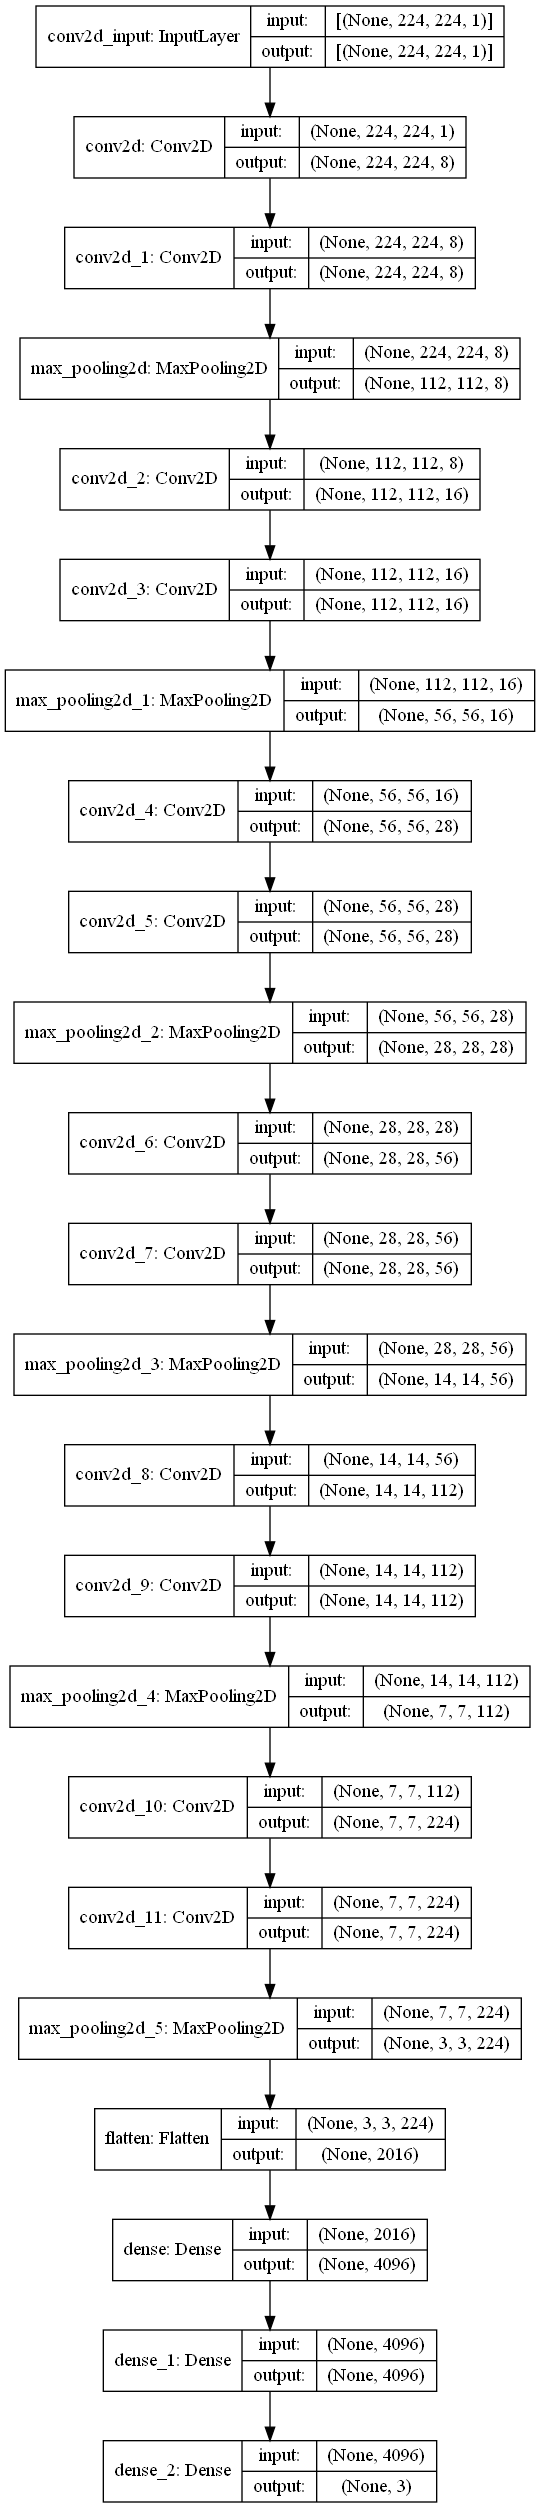 conv2d_input: InputLayer
input: [(None, 224, 224, 1)]
output: [(None, 224, 224, 1)]
conv2d: Conv2D
input: (None, 224, 224, 1)
output: (None, 224, 224, 8)
conv2d_1: Conv2D
input: (None, 224, 224, 8)
output: (None, 224, 224, 8)
max_pooling2d: MaxPooling2D
input: (None, 224, 224, 8)
output: (None, 112, 112, 8)
conv2d_2: Conv2D
input: (None, 112, 112, 8)
output: (None, 112, 112, 16)
conv2d_3: Conv2D
input: (None, 112, 112, 16)
output: (None, 112, 112, 16)
max_pooling2d_1: MaxPooling2D
input: (None, 112, 112, 16)
output: (None, 56, 56, 16)
conv2d_4: Conv2D
input: (None, 56, 56, 16)
output: (None, 56, 56, 28)
conv2d_5: Conv2D
input: (None, 56, 56, 28)
output: (None, 56, 56, 28)
max_pooling2d_2: MaxPooling2D
input: (None, 56, 56, 28)
output: (None, 28, 28, 28)
conv2d_6: Conv2D
input: (None, 28, 28, 28)
output: (None, 28, 28, 56)
conv2d_7: Conv2D
input: (None, 28, 28, 56)
output: (None, 28, 28, 56)
max_pooling2d_3: MaxPooling2D
input: (None, 28, 28, 56)
output: (None, 14, 14, 56)
conv2d_8: Conv2D
input: (None, 14, 14, 56)
output: (None, 14, 14, 112)
conv2d_9: Conv2D
input: (None, 14, 14, 112)
output: (None, 14, 14, 112)
max_pooling2d_4: MaxPooling2D
input: (None, 14, 14, 112)
output: (None, 7, 7, 112)
conv2d_10: Conv2D
input: (None, 7, 7, 112)
output: (None, 7, 7, 224)
conv2d_11: Conv2D
input: (None, 7, 7, 224)
output: (None, 7, 7, 224)
max_pooling2d_5: MaxPooling2D
input: (None, 7, 7, 224)
output: (None, 3, 3, 224)
flatten: Flatten
input: (None, 3, 3, 224)
output: (None, 2016)
dense: Dense
input: (None, 2016)
output: (None, 4096)
dense_1: Dense
input: (None, 4096)
output: (None, 4096)
dense_2: Dense
input: (None, 4096)
output: (None, 3)